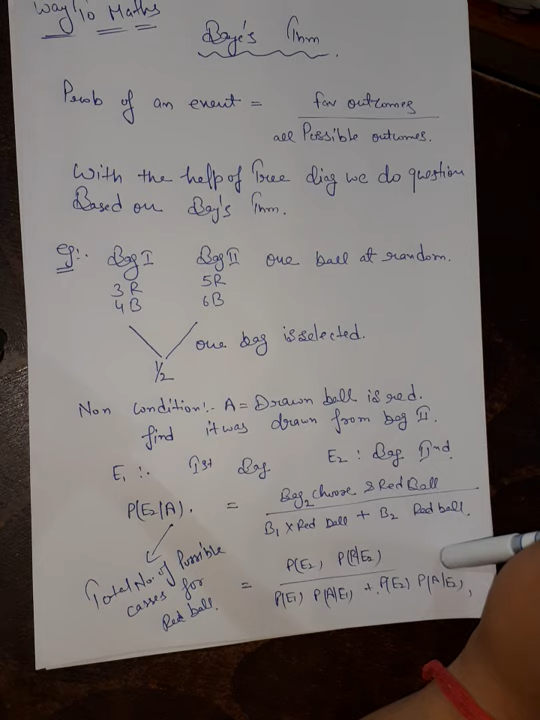 Way To Maths
Baye's Thm.
Prob of an event = fav outcomes
all Possible outcomes.
With the help of Tree diag we do question
Based on Bay's Thm.
eg:. Bag I Bag II one ball at random.
3R 5R
4B 6B
one bag is selected.
1/2
Non Condition:. A = Drawn ball is red.
find it was drawn from bag II.
E₁ :. Ist Bag E₂ : Bag IInd
P(E₂/A). = Bag₂ choose & Red Ball
B₁ x Red Ball + B₂ Red ball.
Total No. of Possible
casses for
Red ball.
= P(E₂) P(A/E₂)
P(E₁) P(A/E₁) + P(E₂) P(A/E₂),